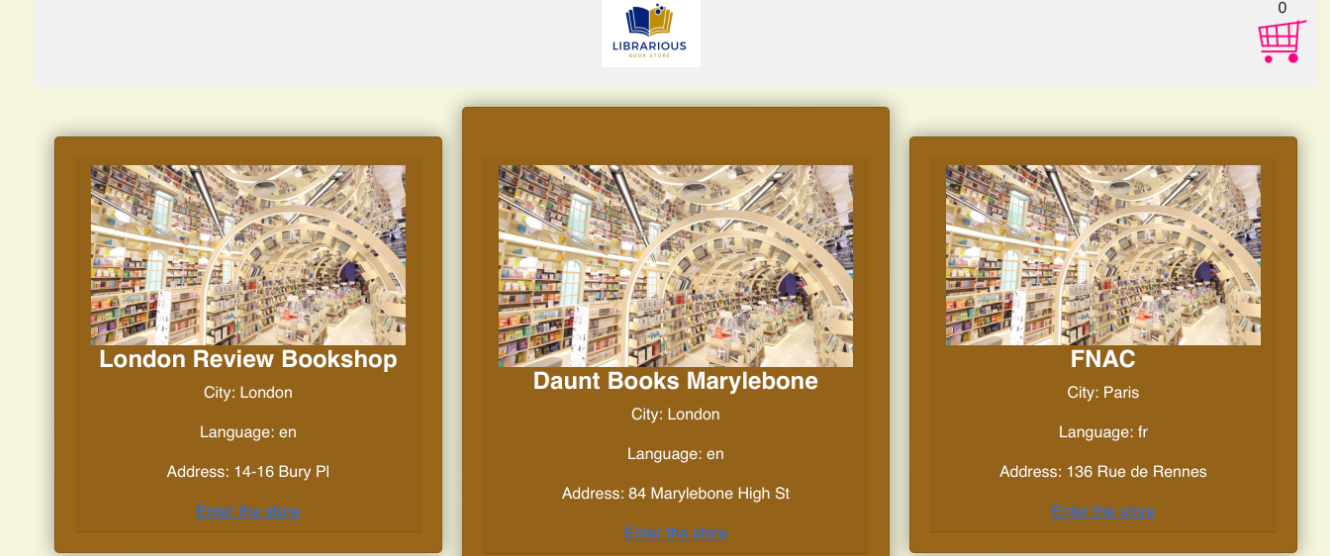 0
LIBRARIOUS
BOOK STORE
London Review Bookshop
City: London
Language: en
Address: 14-16 Bury Pl
Enter the store
Daunt Books Marylebone
City: London
Language: en
Address: 84 Marylebone High St
Enter the store
FNAC
City: Paris
Language: fr
Address: 136 Rue de Rennes
Enter the store